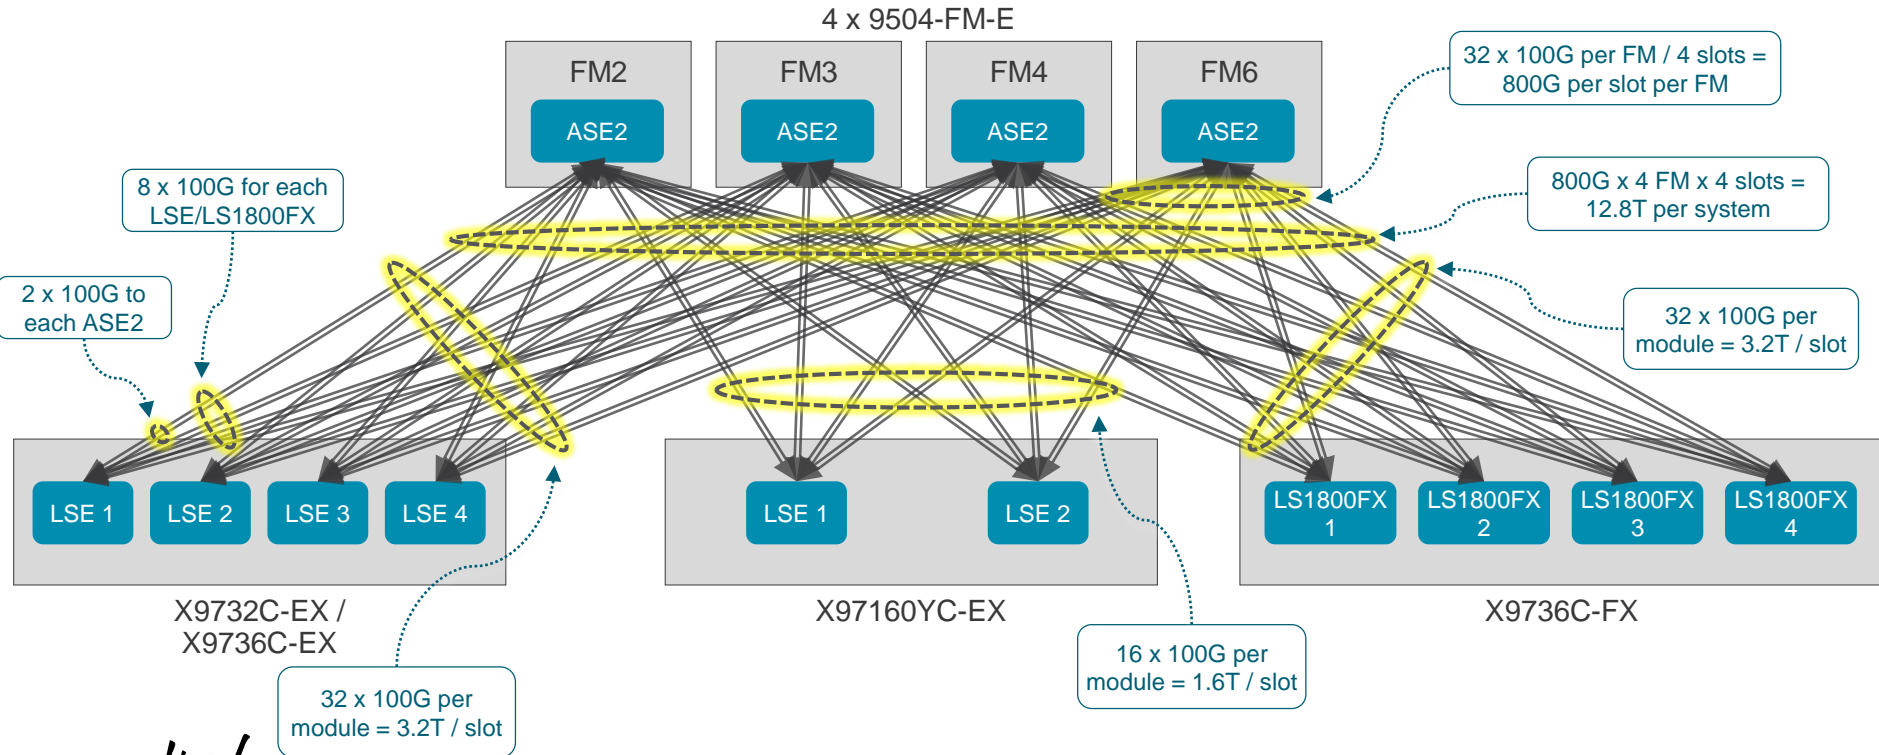 4 x 9504-FM-E
FM2
FM3
FM4
FM6
ASE2
ASE2
ASE2
ASE2
32 x 100G per FM / 4 slots =
800G per slot per FM
8 x 100G for each
LSE/LS1800FX
800G x 4 FM x 4 slots =
12.8T per system
2 x 100G to
each ASE2
32 x 100G per
module = 3.2T / slot
LSE 1
LSE 2
LSE 3
LSE 4
LSE 1
LSE 2
LS1800FX
1
LS1800FX
2
LS1800FX
3
LS1800FX
4
X9732C-EX /
X9736C-EX
X97160YC-EX
X9736C-FX
32 x 100G per
module = 3.2T / slot
16 x 100G per
module = 1.6T / slot